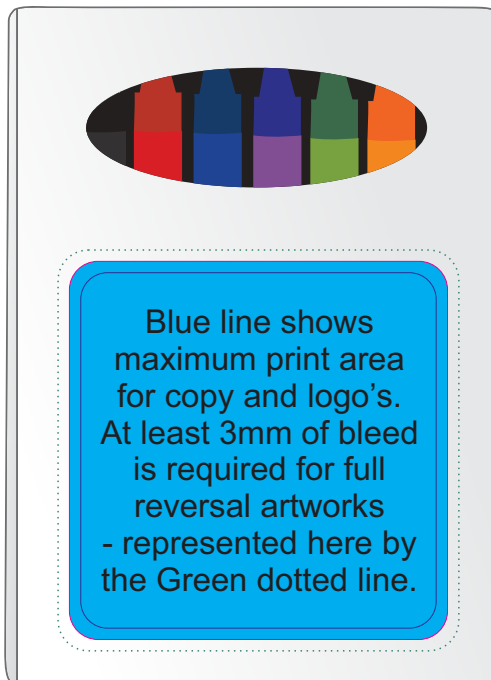 Blue line shows
maximum print area
for copy and logo's.
At least 3mm of bleed
is required for full
reversal artworks
- represented here by
the Green dotted line.